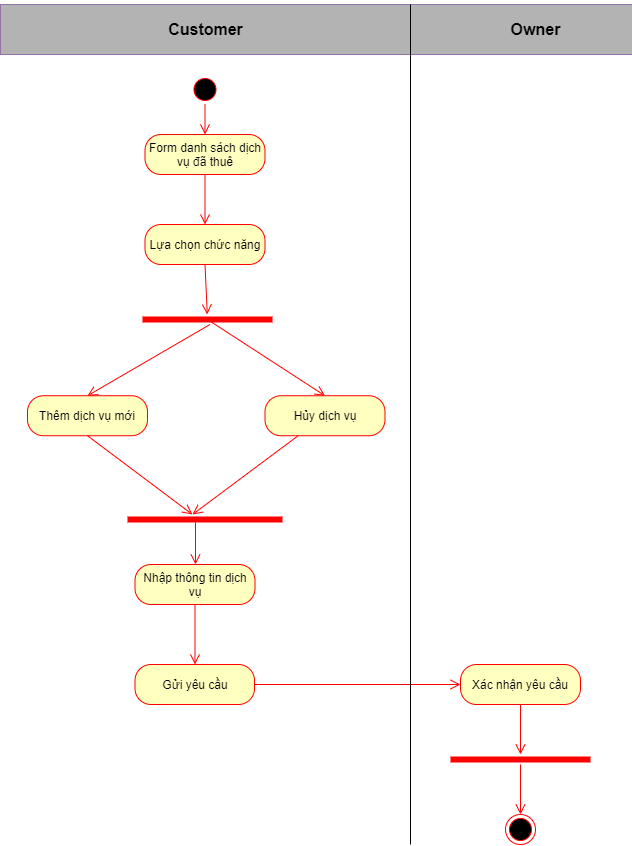 Customer
Owner
Form danh sách dịch
vụ đã thuê
Lựa chọn chức năng
Thêm dịch vụ mới
Hủy dịch vụ
Nhập thông tin dịch
vụ
Gửi yêu cầu
Xác nhận yêu cầu